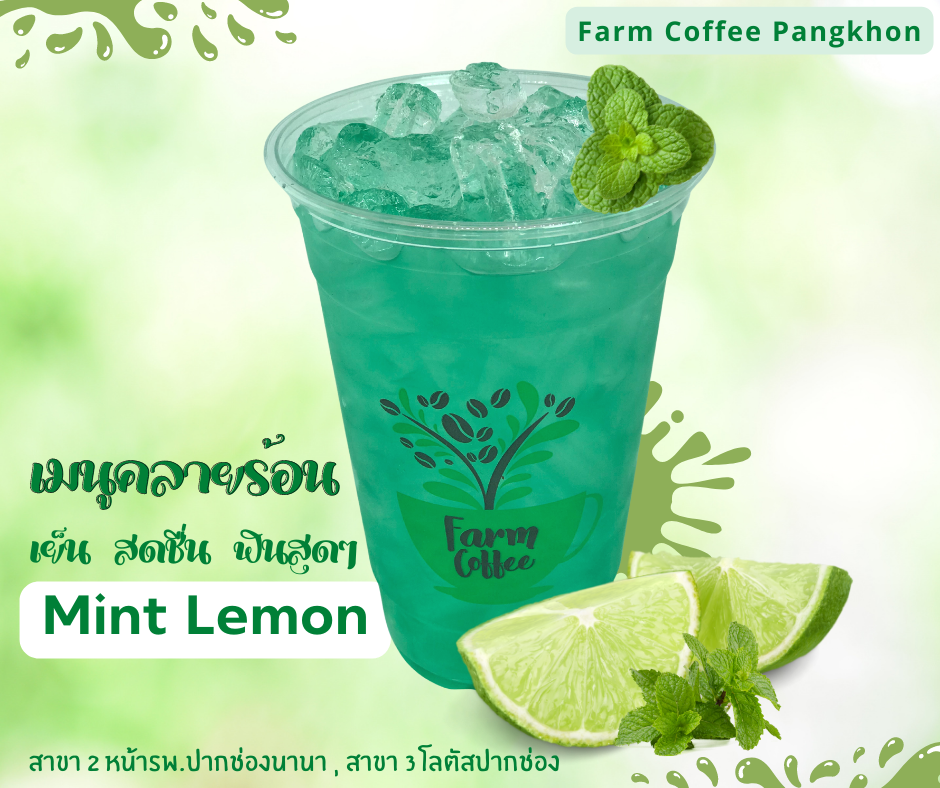 Farm Coffee Pangkhon
Farm
Coffee
เมนูคลายร้อน
เย็น สดชื่น ฟินสุดๆ
Mint Lemon
สาขา 2 หน้ารพ.ปากช่องนานา , สาขา 3 โลตัสปากช่อง